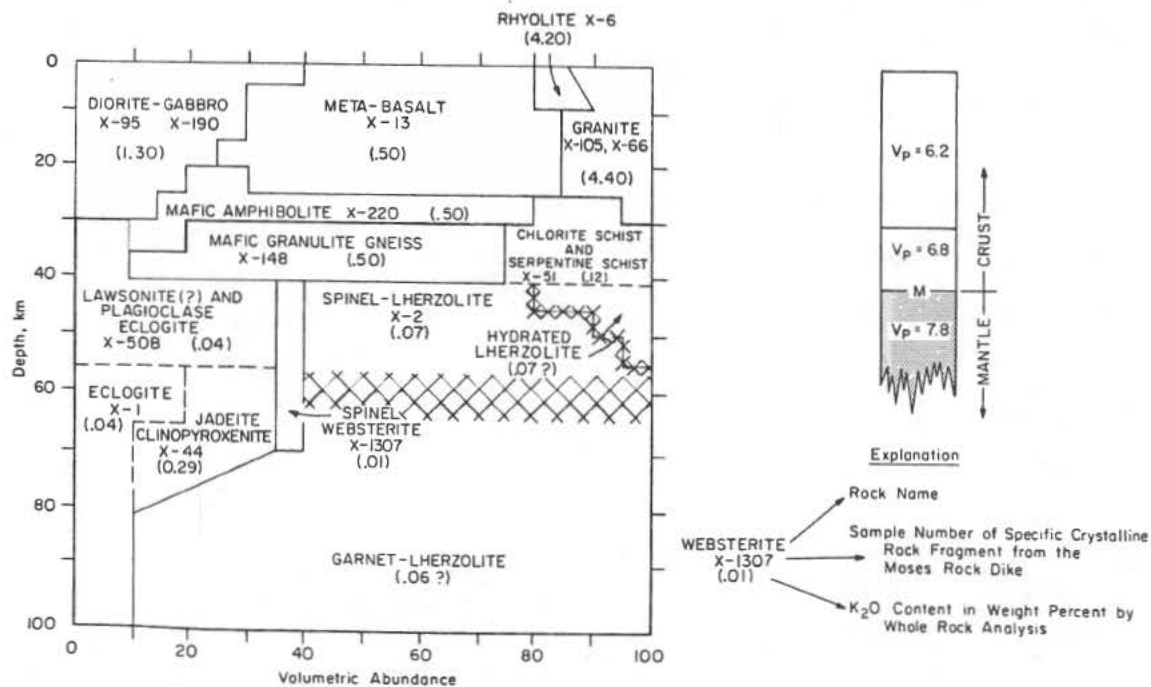 RHYOLITE X-6
(4.20)
0
20
40
60
80
100
Depth, km
DIORITE-GABBRO
X-95 X-190
(1.30)
META-BASALT
X-13
(.50)
GRANITE
X-105, X-66
(4.40)
MAFIC AMPHIBOLITE X-220 (.50)
MAFIC GRANULITE GNEISS
X-148 (.50)
CHLORITE SCHIST
AND
SERPENTINE SCHIST
X-51 (.12)
LAWSONITE(?) AND
PLAGIOCLASE
ECLOGITE
X-508 (.04)
SPINEL-LHERZOLITE
X-2
(.07)
HYDRATED
LHERZOLITE
(.07 ?)
ECLOGITE
X-1
(.04)
JADEITE
CLINOPYROXENITE
X-44
(0.29)
SPINEL-
WEBSTERITE
X-1307
(.01)
GARNET-LHERZOLITE
(.06 ?)
0
20
40
60
80
100
Volumetric Abundance
Vp = 6.2
Vp = 6.8
M
Vp = 7.8
CRUST
MANTLE
Explanation
WEBSTERITE
X-1307
(.01)
Rock Name
Sample Number of Specific Crystalline
Rock Fragment from the
Moses Rock Dike
K2O Content in Weight Percent by
Whole Rock Analysis